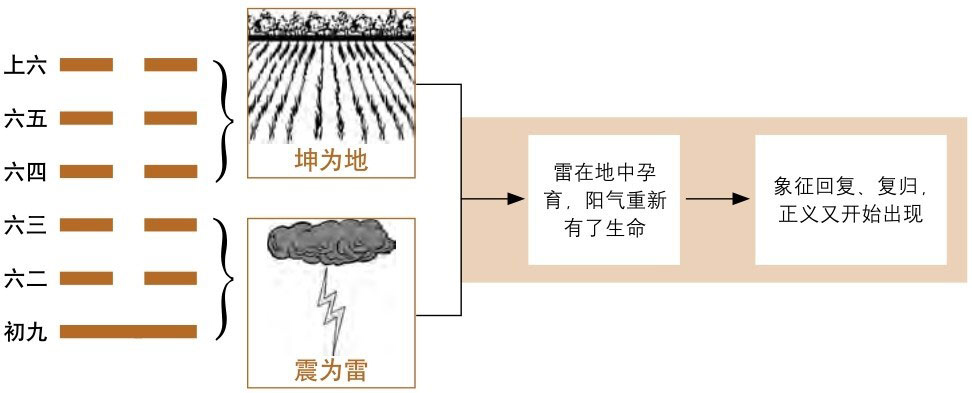 上六
六五
六四
六三
六二
初九
坤为地
震为雷
雷在地中孕
育，阳气重新
有了生命
象征回复、复归，
正义又开始出现